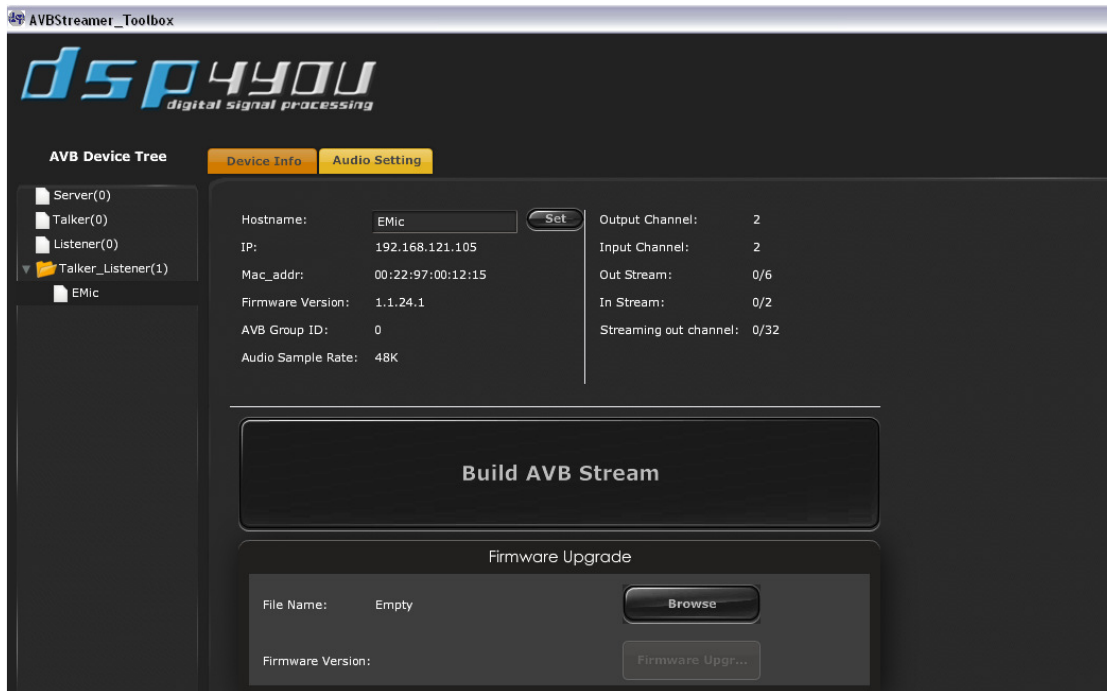 AVBStreamer_Toolbox
dsp4YOU
digital signal processing
AVB Device Tree
Device Info
Audio Setting
Server(0)
Talker(0)
Listener(0)
Talker_Listener(1)
EMic
Hostname: EMic Set
IP: 192.168.121.105
Mac_addr: 00:22:97:00:12:15
Firmware Version: 1.1.24.1
AVB Group ID: 0
Audio Sample Rate: 48K
Output Channel: 2
Input Channel: 2
Out Stream: 0/6
In Stream: 0/2
Streaming out channel: 0/32
Build AVB Stream
Firmware Upgrade
File Name: Empty Browse
Firmware Version: Firmware Upgr...